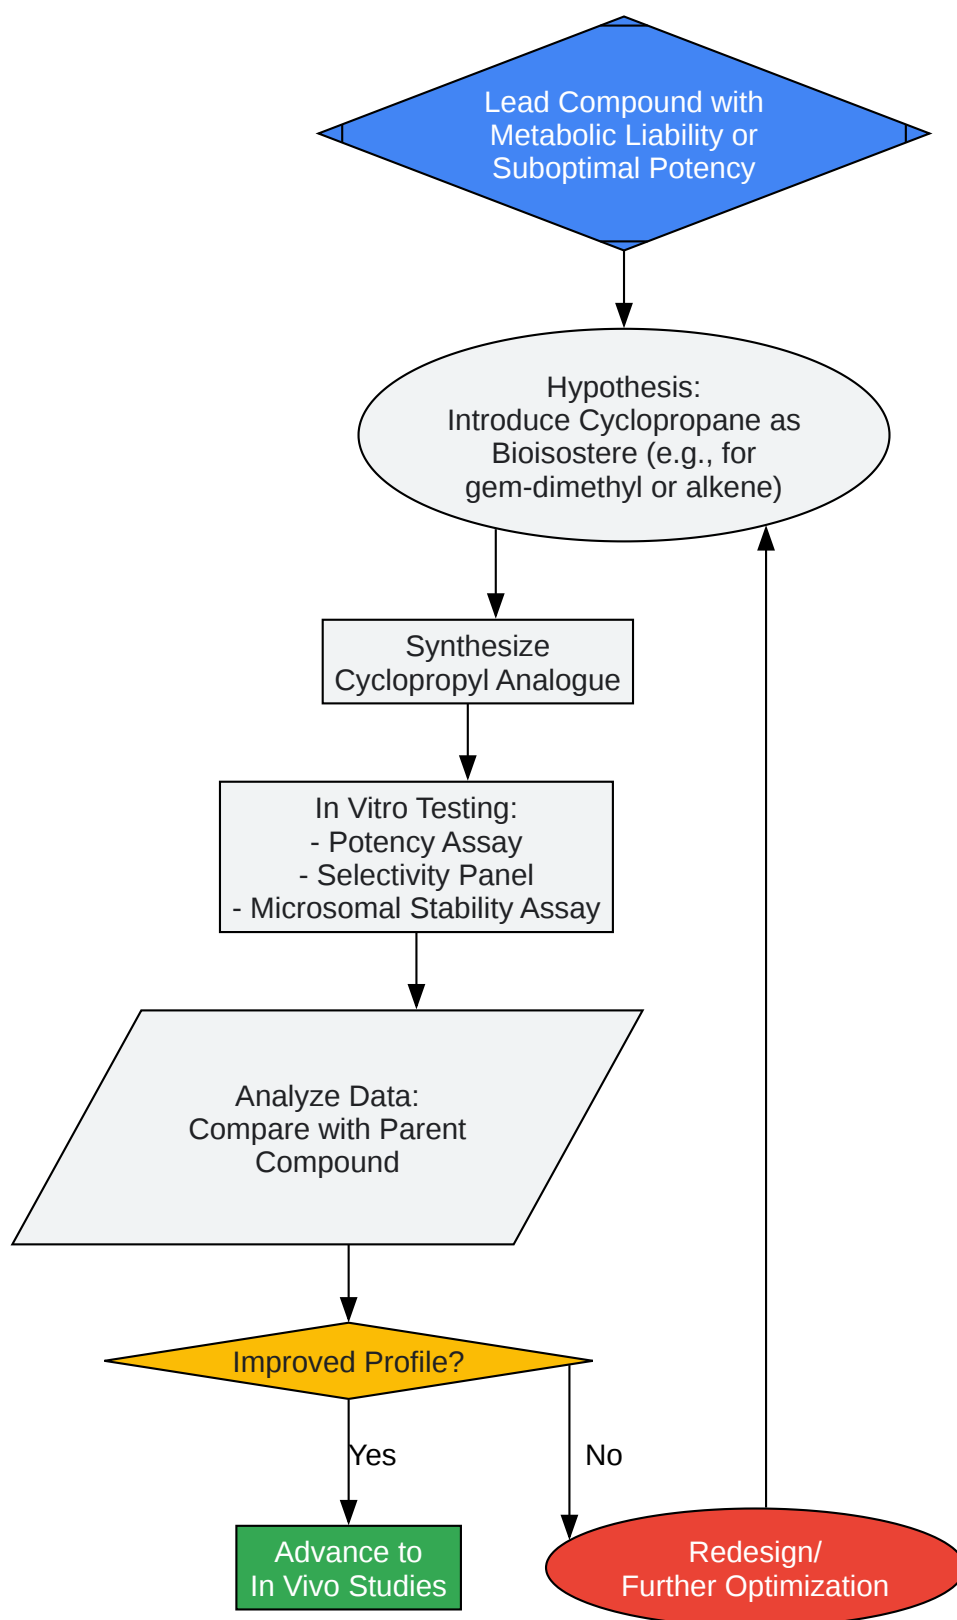 Lead Compound with
Metabolic Liability or
Suboptimal Potency
Hypothesis:
Introduce Cyclopropane as
Bioisostere (e.g., for
gem-dimethyl or alkene)
Synthesize
Cyclopropyl Analogue
In Vitro Testing:
- Potency Assay
- Selectivity Panel
- Microsomal Stability Assay
Analyze Data:
Compare with Parent
Compound
Improved Profile?
Yes
No
Advance to
In Vivo Studies
Redesign/
Further Optimization